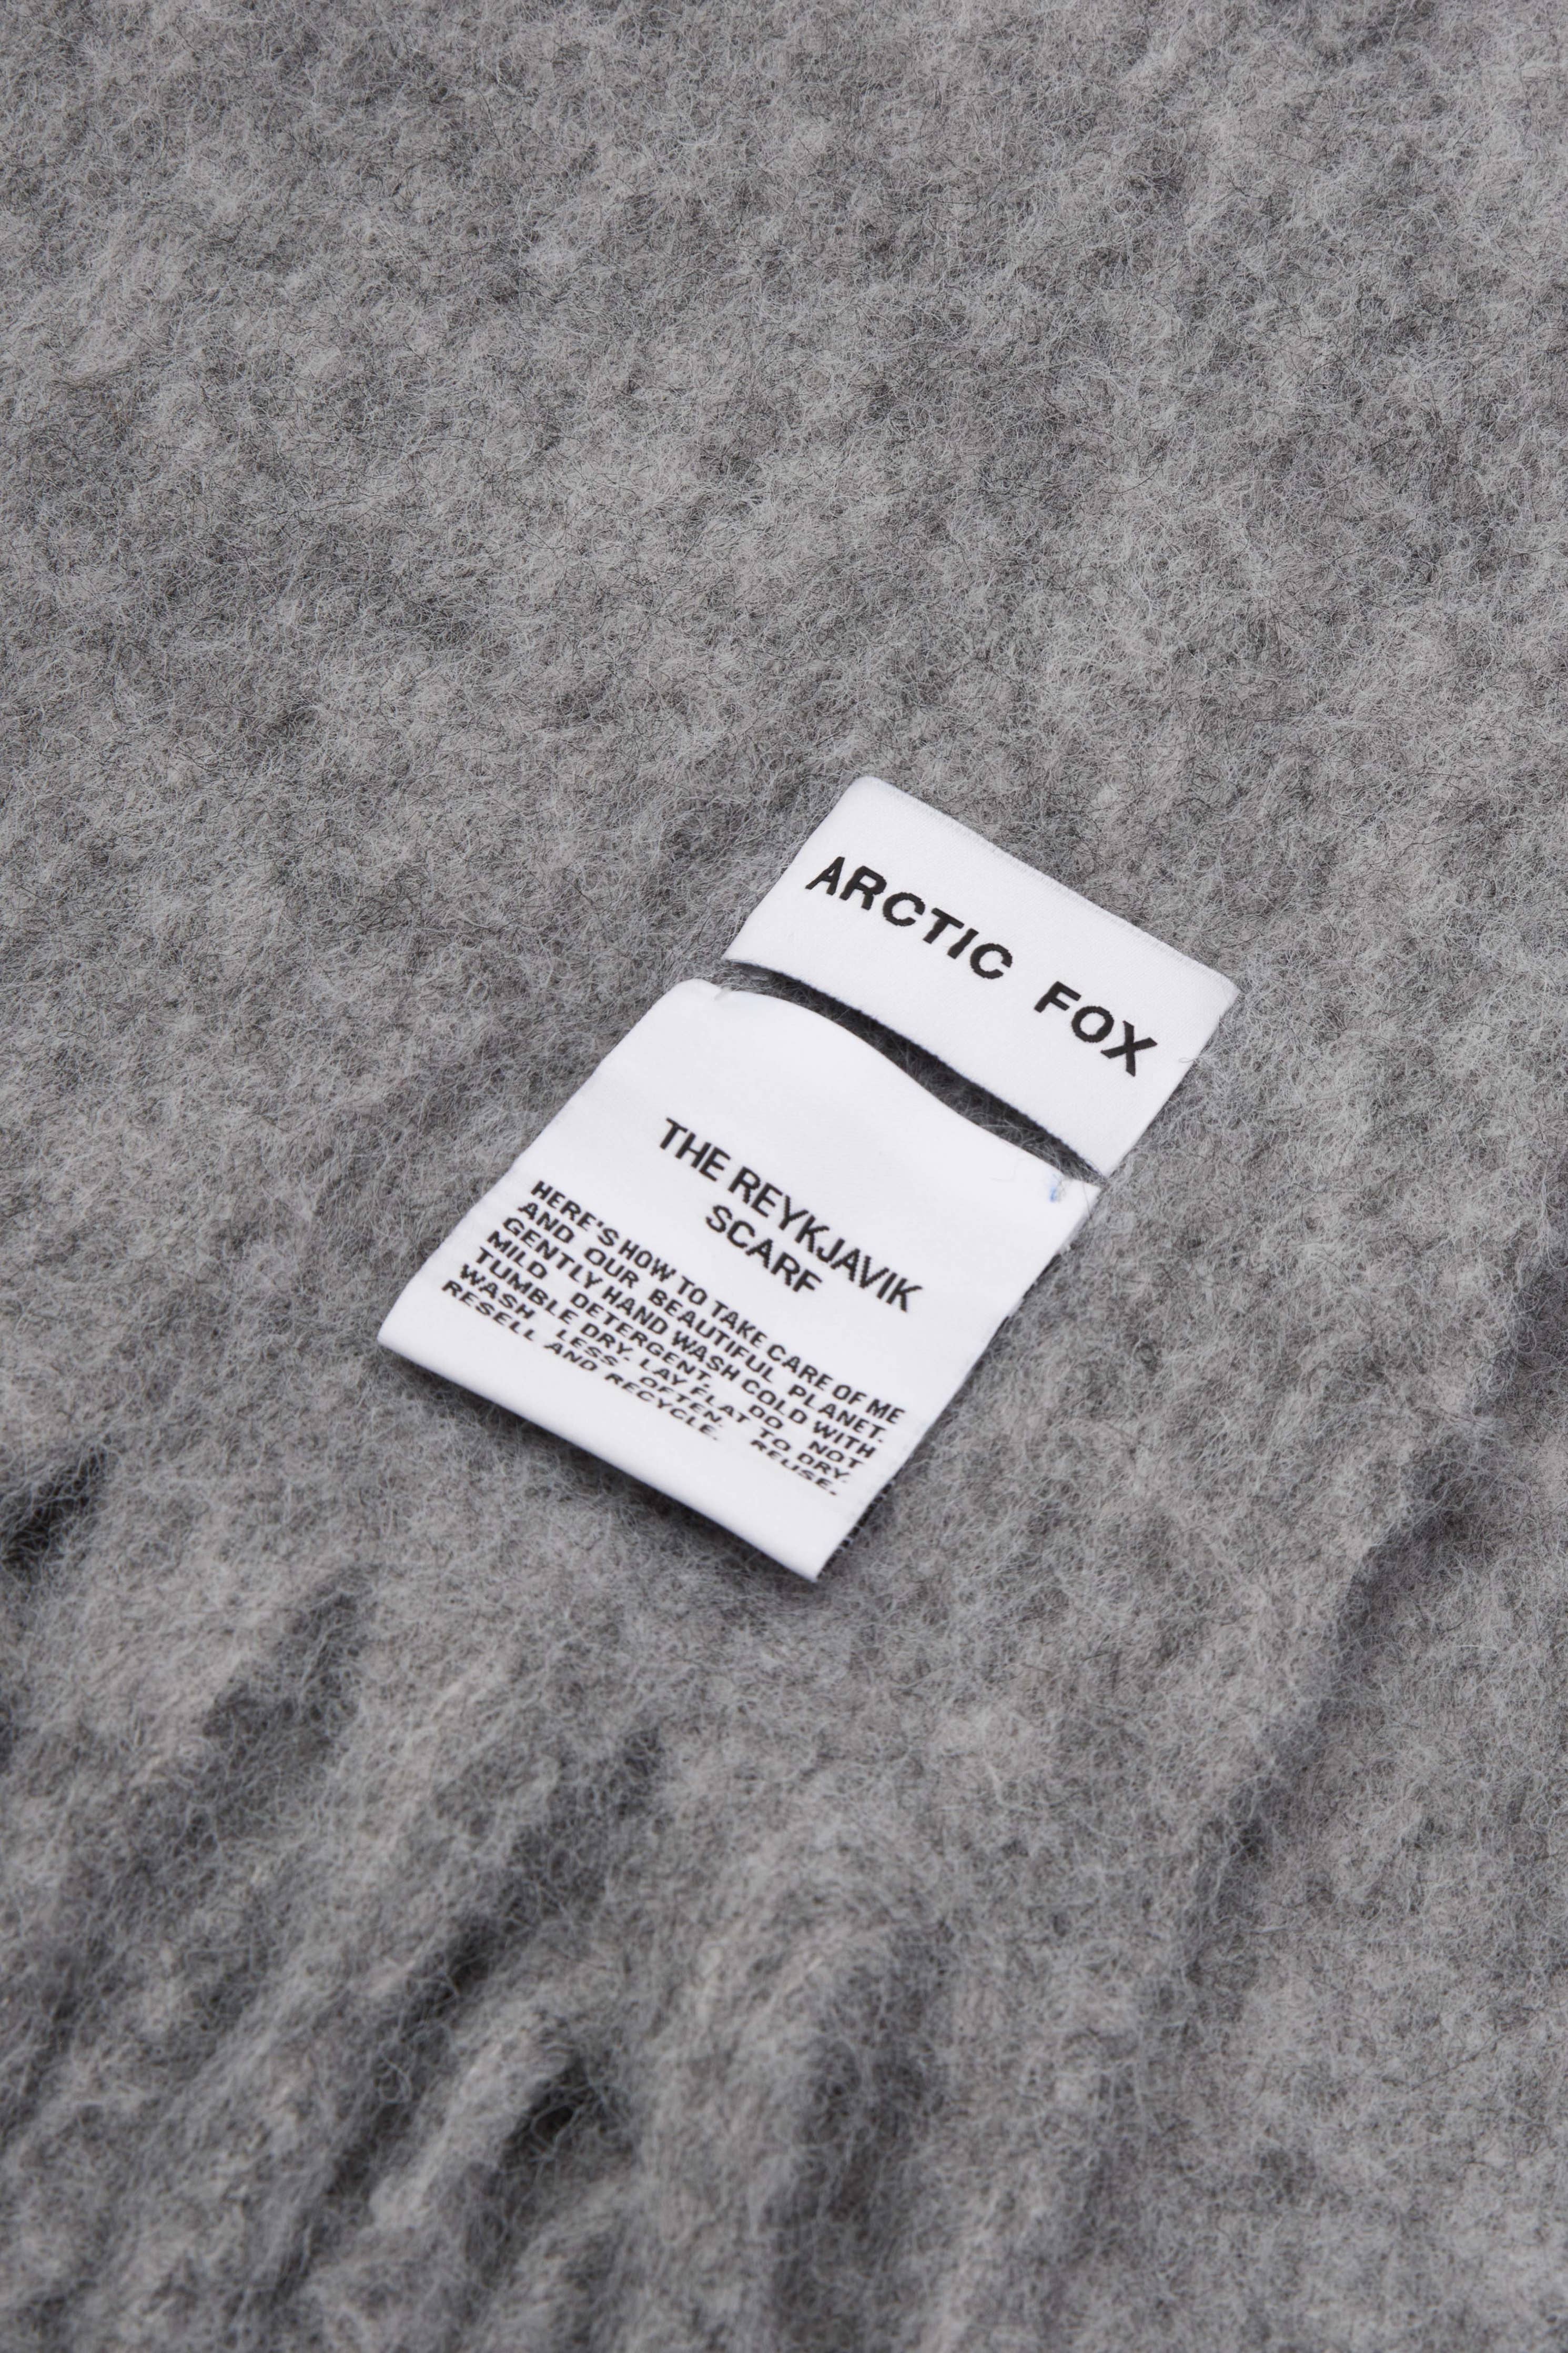 ARCTIC FOX
THE REYKJAVIK
SCARF
HERE'S HOW TO TAKE CARE OF ME
AND OUR BEAUTIFUL PLANET.
GENTLY HAND WASH COLD WITH
MILD DETERGENT. DO NOT
TUMBLE DRY. LAY FLAT TO DRY.
WASH LESS OFTEN. REUSE.
RESELL AND RECYCLE.